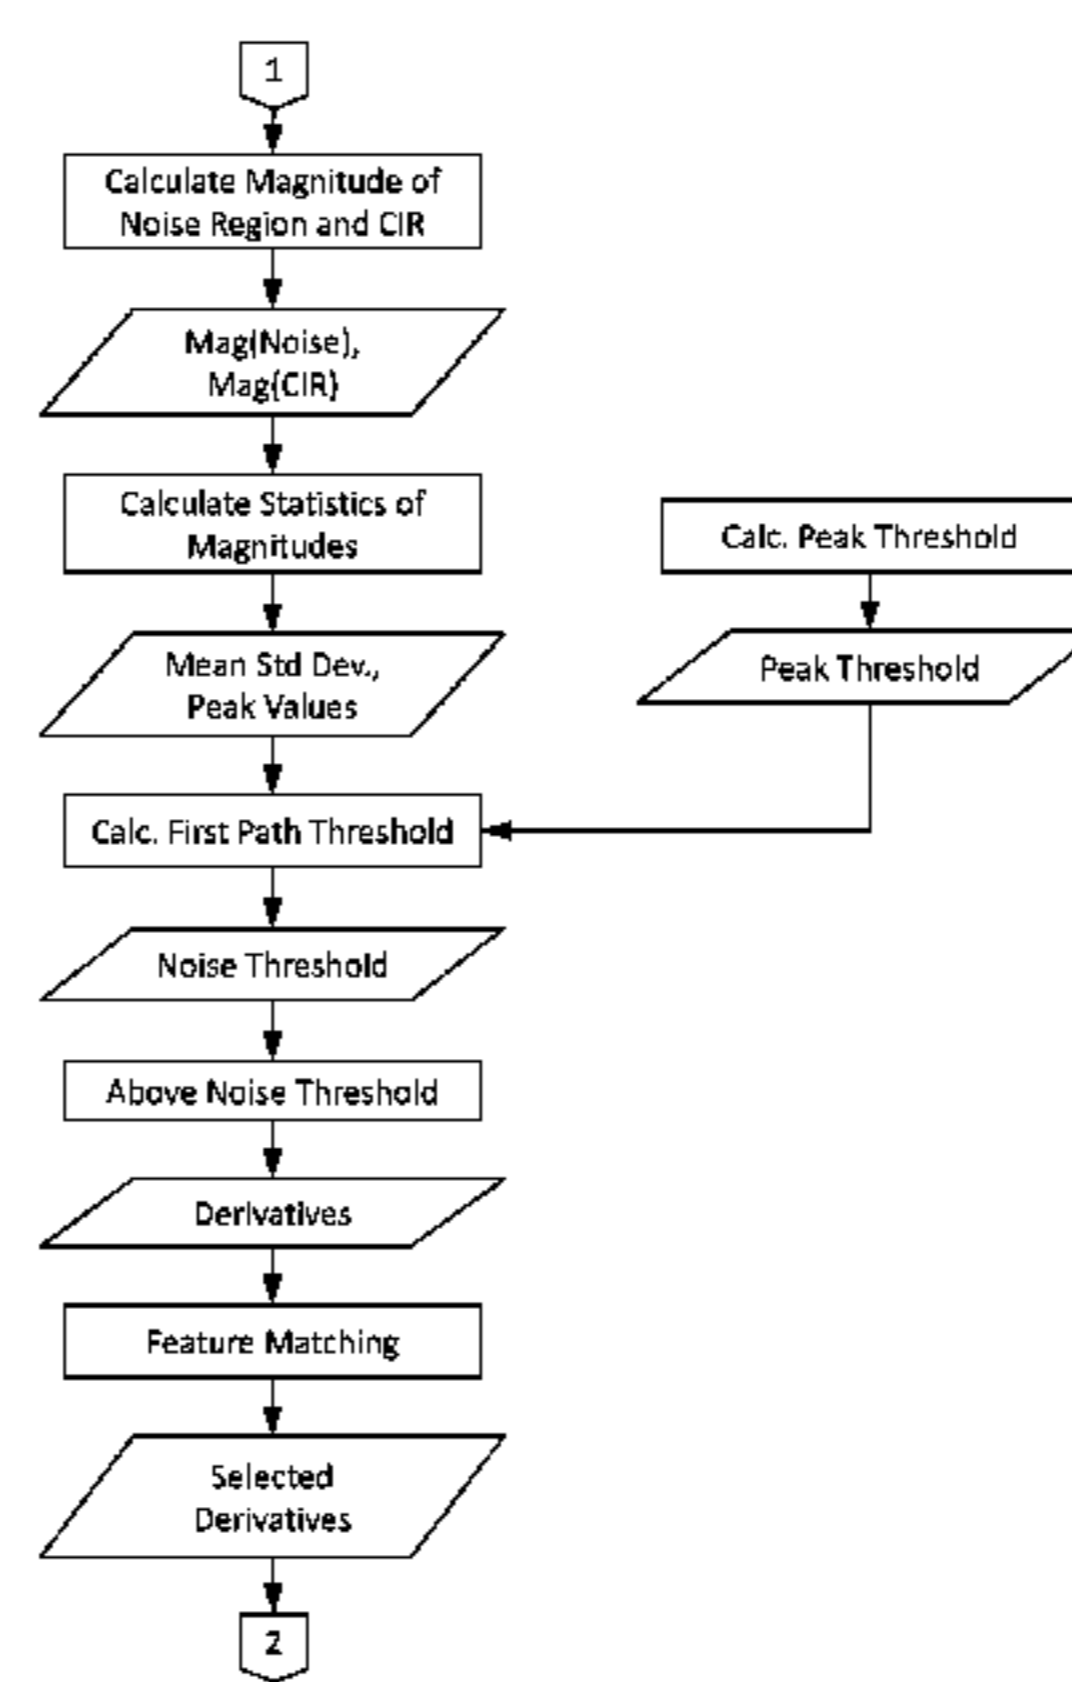 1
Calculate Magnitude of
Noise Region and CIR
Mag(Noise),
Mag(CIR)
Calculate Statistics of
Magnitudes
Calc. Peak Threshold
Mean Std Dev.,
Peak Values
Peak Threshold
Calc. First Path Threshold
Noise Threshold
Above Noise Threshold
Derivatives
Feature Matching
Selected
Derivatives
2